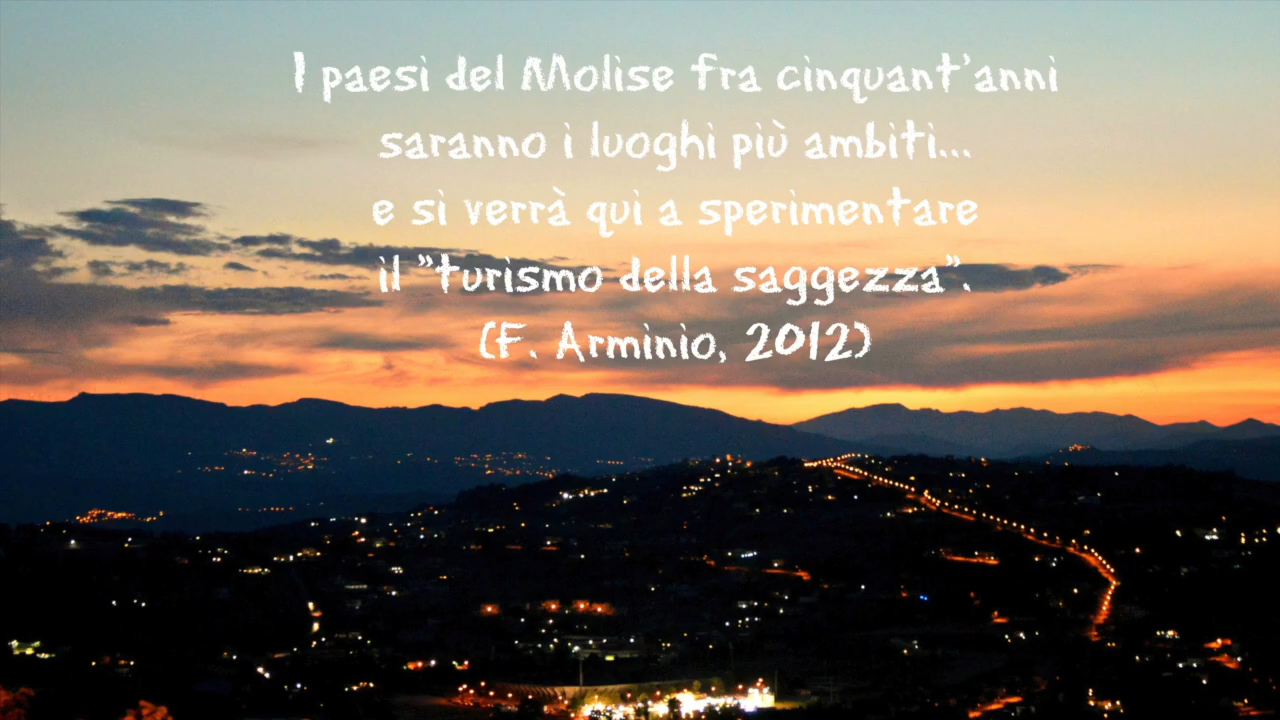 I paesi del Molise fra cinquant'anni
saranno i luoghi più ambiti...
e si verrà qui a sperimentare
il "turismo della saggezza".
(F. Arminio, 2012)